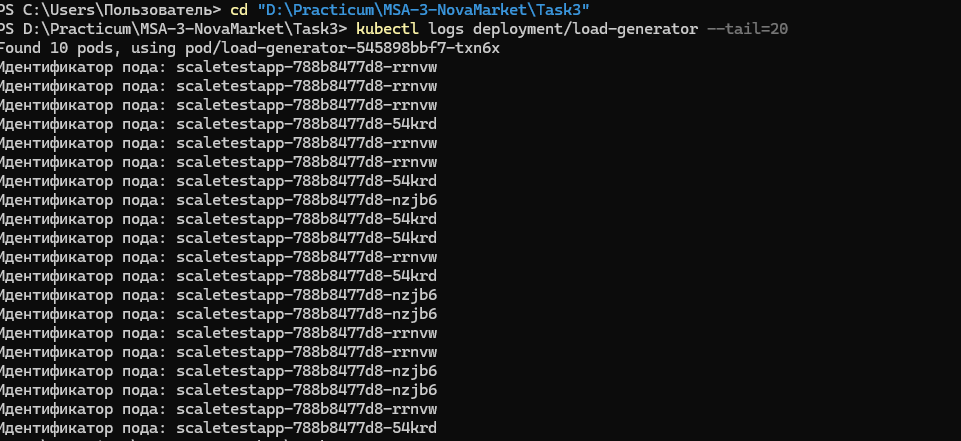 PS C:\Users\Пользователь> cd "D:\Practicum\MSA-3-NovaMarket\Task3"
PS D:\Practicum\MSA-3-NovaMarket\Task3> kubectl logs deployment/load-generator --tail=20
Found 10 pods, using pod/load-generator-545898bbf7-txn6x
Идентификатор пода: scaletestapp-788b8477d8-rrnvw
Идентификатор пода: scaletestapp-788b8477d8-rrnvw
Идентификатор пода: scaletestapp-788b8477d8-rrnvw
Идентификатор пода: scaletestapp-788b8477d8-54krd
Идентификатор пода: scaletestapp-788b8477d8-rrnvw
Идентификатор пода: scaletestapp-788b8477d8-rrnvw
Идентификатор пода: scaletestapp-788b8477d8-54krd
Идентификатор пода: scaletestapp-788b8477d8-nzjb6
Идентификатор пода: scaletestapp-788b8477d8-54krd
Идентификатор пода: scaletestapp-788b8477d8-54krd
Идентификатор пода: scaletestapp-788b8477d8-rrnvw
Идентификатор пода: scaletestapp-788b8477d8-54krd
Идентификатор пода: scaletestapp-788b8477d8-nzjb6
Идентификатор пода: scaletestapp-788b8477d8-nzjb6
Идентификатор пода: scaletestapp-788b8477d8-rrnvw
Идентификатор пода: scaletestapp-788b8477d8-rrnvw
Идентификатор пода: scaletestapp-788b8477d8-nzjb6
Идентификатор пода: scaletestapp-788b8477d8-nzjb6
Идентификатор пода: scaletestapp-788b8477d8-rrnvw
Идентификатор пода: scaletestapp-788b8477d8-54krd